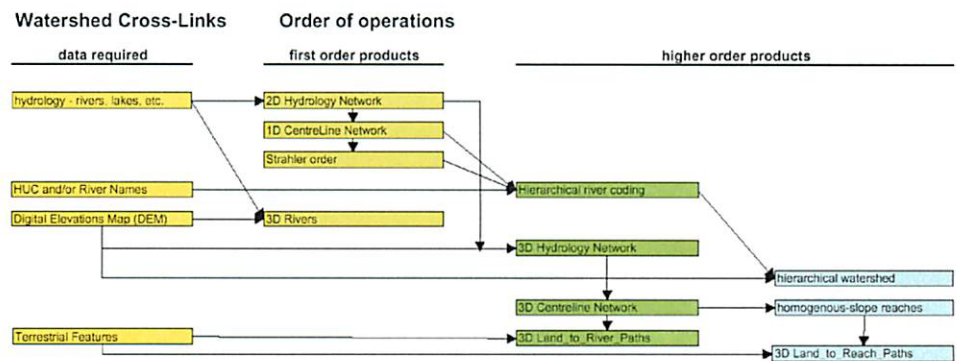 Watershed Cross-Links Order of operations
data required first order products higher order products
hydrology - rivers, lakes, etc. 2D Hydrology Network
1D CentreLine Network
Strahler order
HUC and/or River Names Hierarchical river coding
Digital Elevations Map (DEM) 3D Rivers
3D Hydrology Network
hierarchical watershed
3D Centreline Network homogenous-slope reaches
Terrestrial Features 3D Land_to_River_Paths
3D Land_to_Reach_Paths